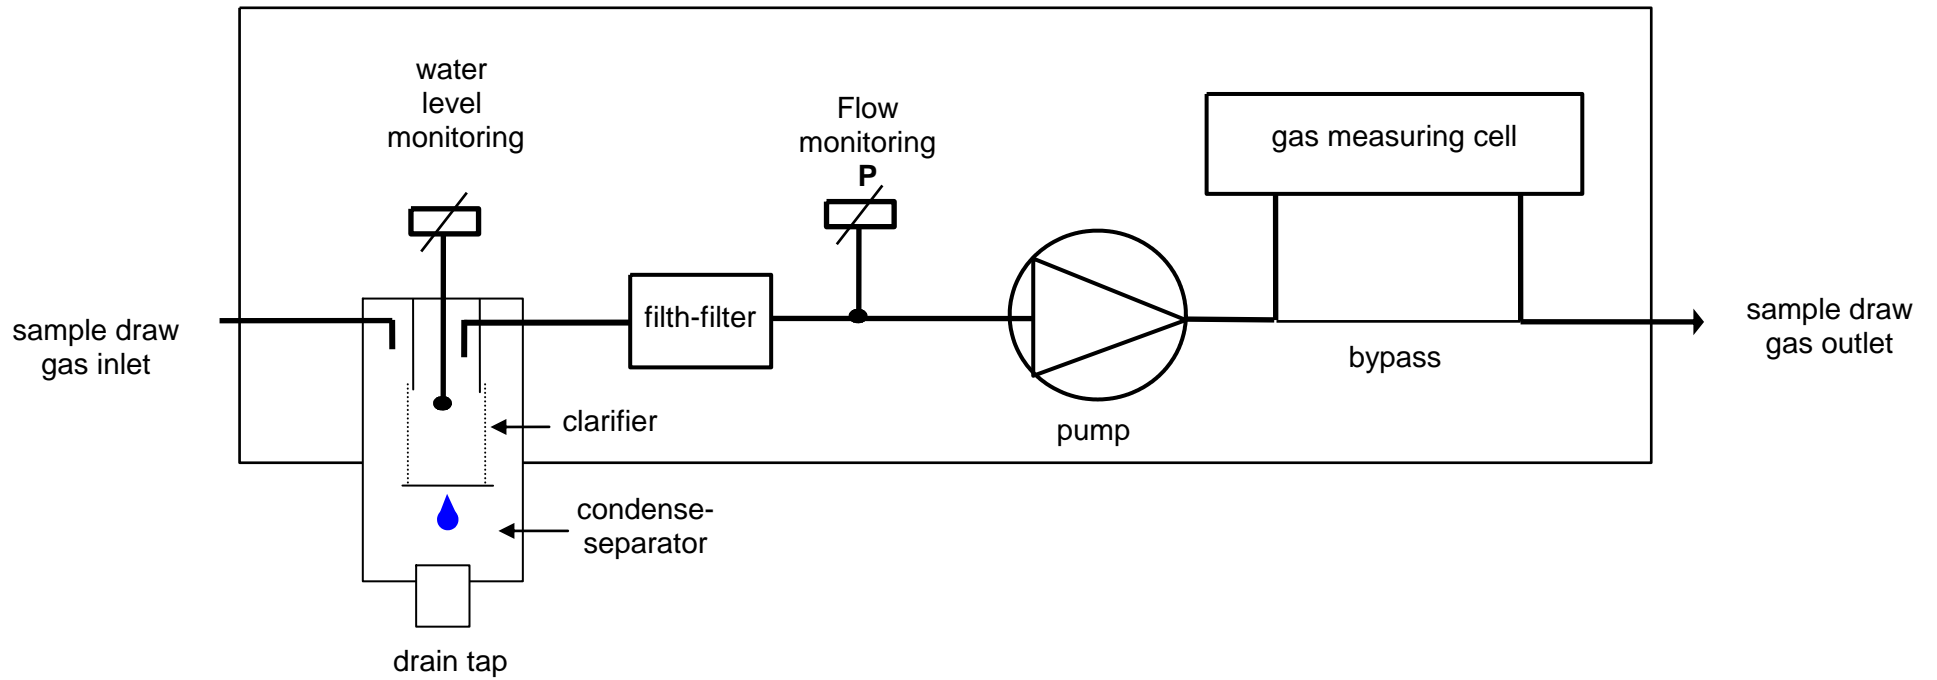 water
level
monitoring
Flow
monitoring
P
gas measuring cell
sample draw
gas inlet
filth-filter
sample draw
gas outlet
bypass
clarifier
pump
condense-
separator
drain tap